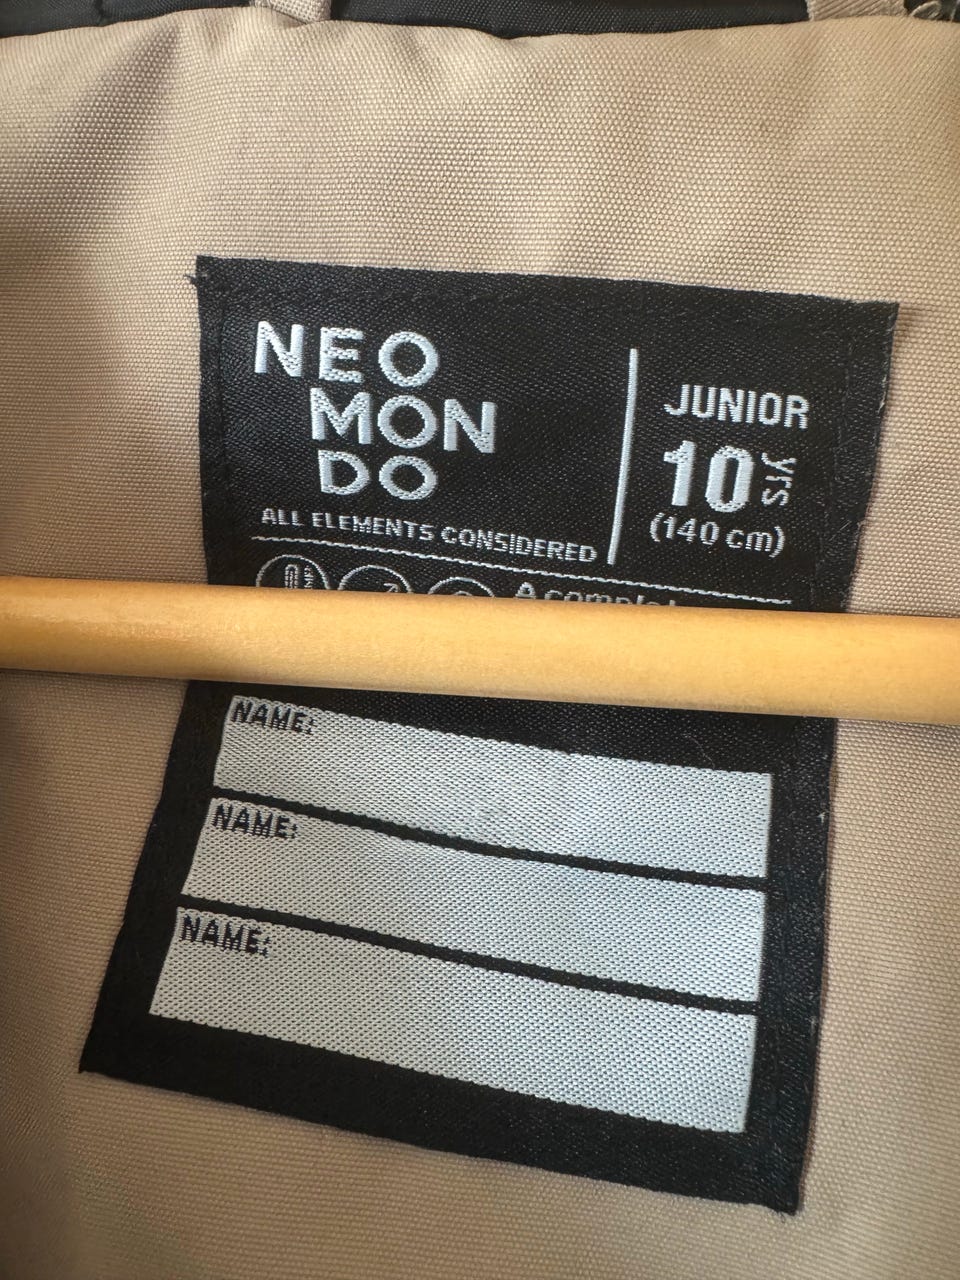 NEO
MON
DO
ALL ELEMENTS CONSIDERED
JUNIOR
10 yrs
(140 cm)
A
NAME:
NAME:
NAME: